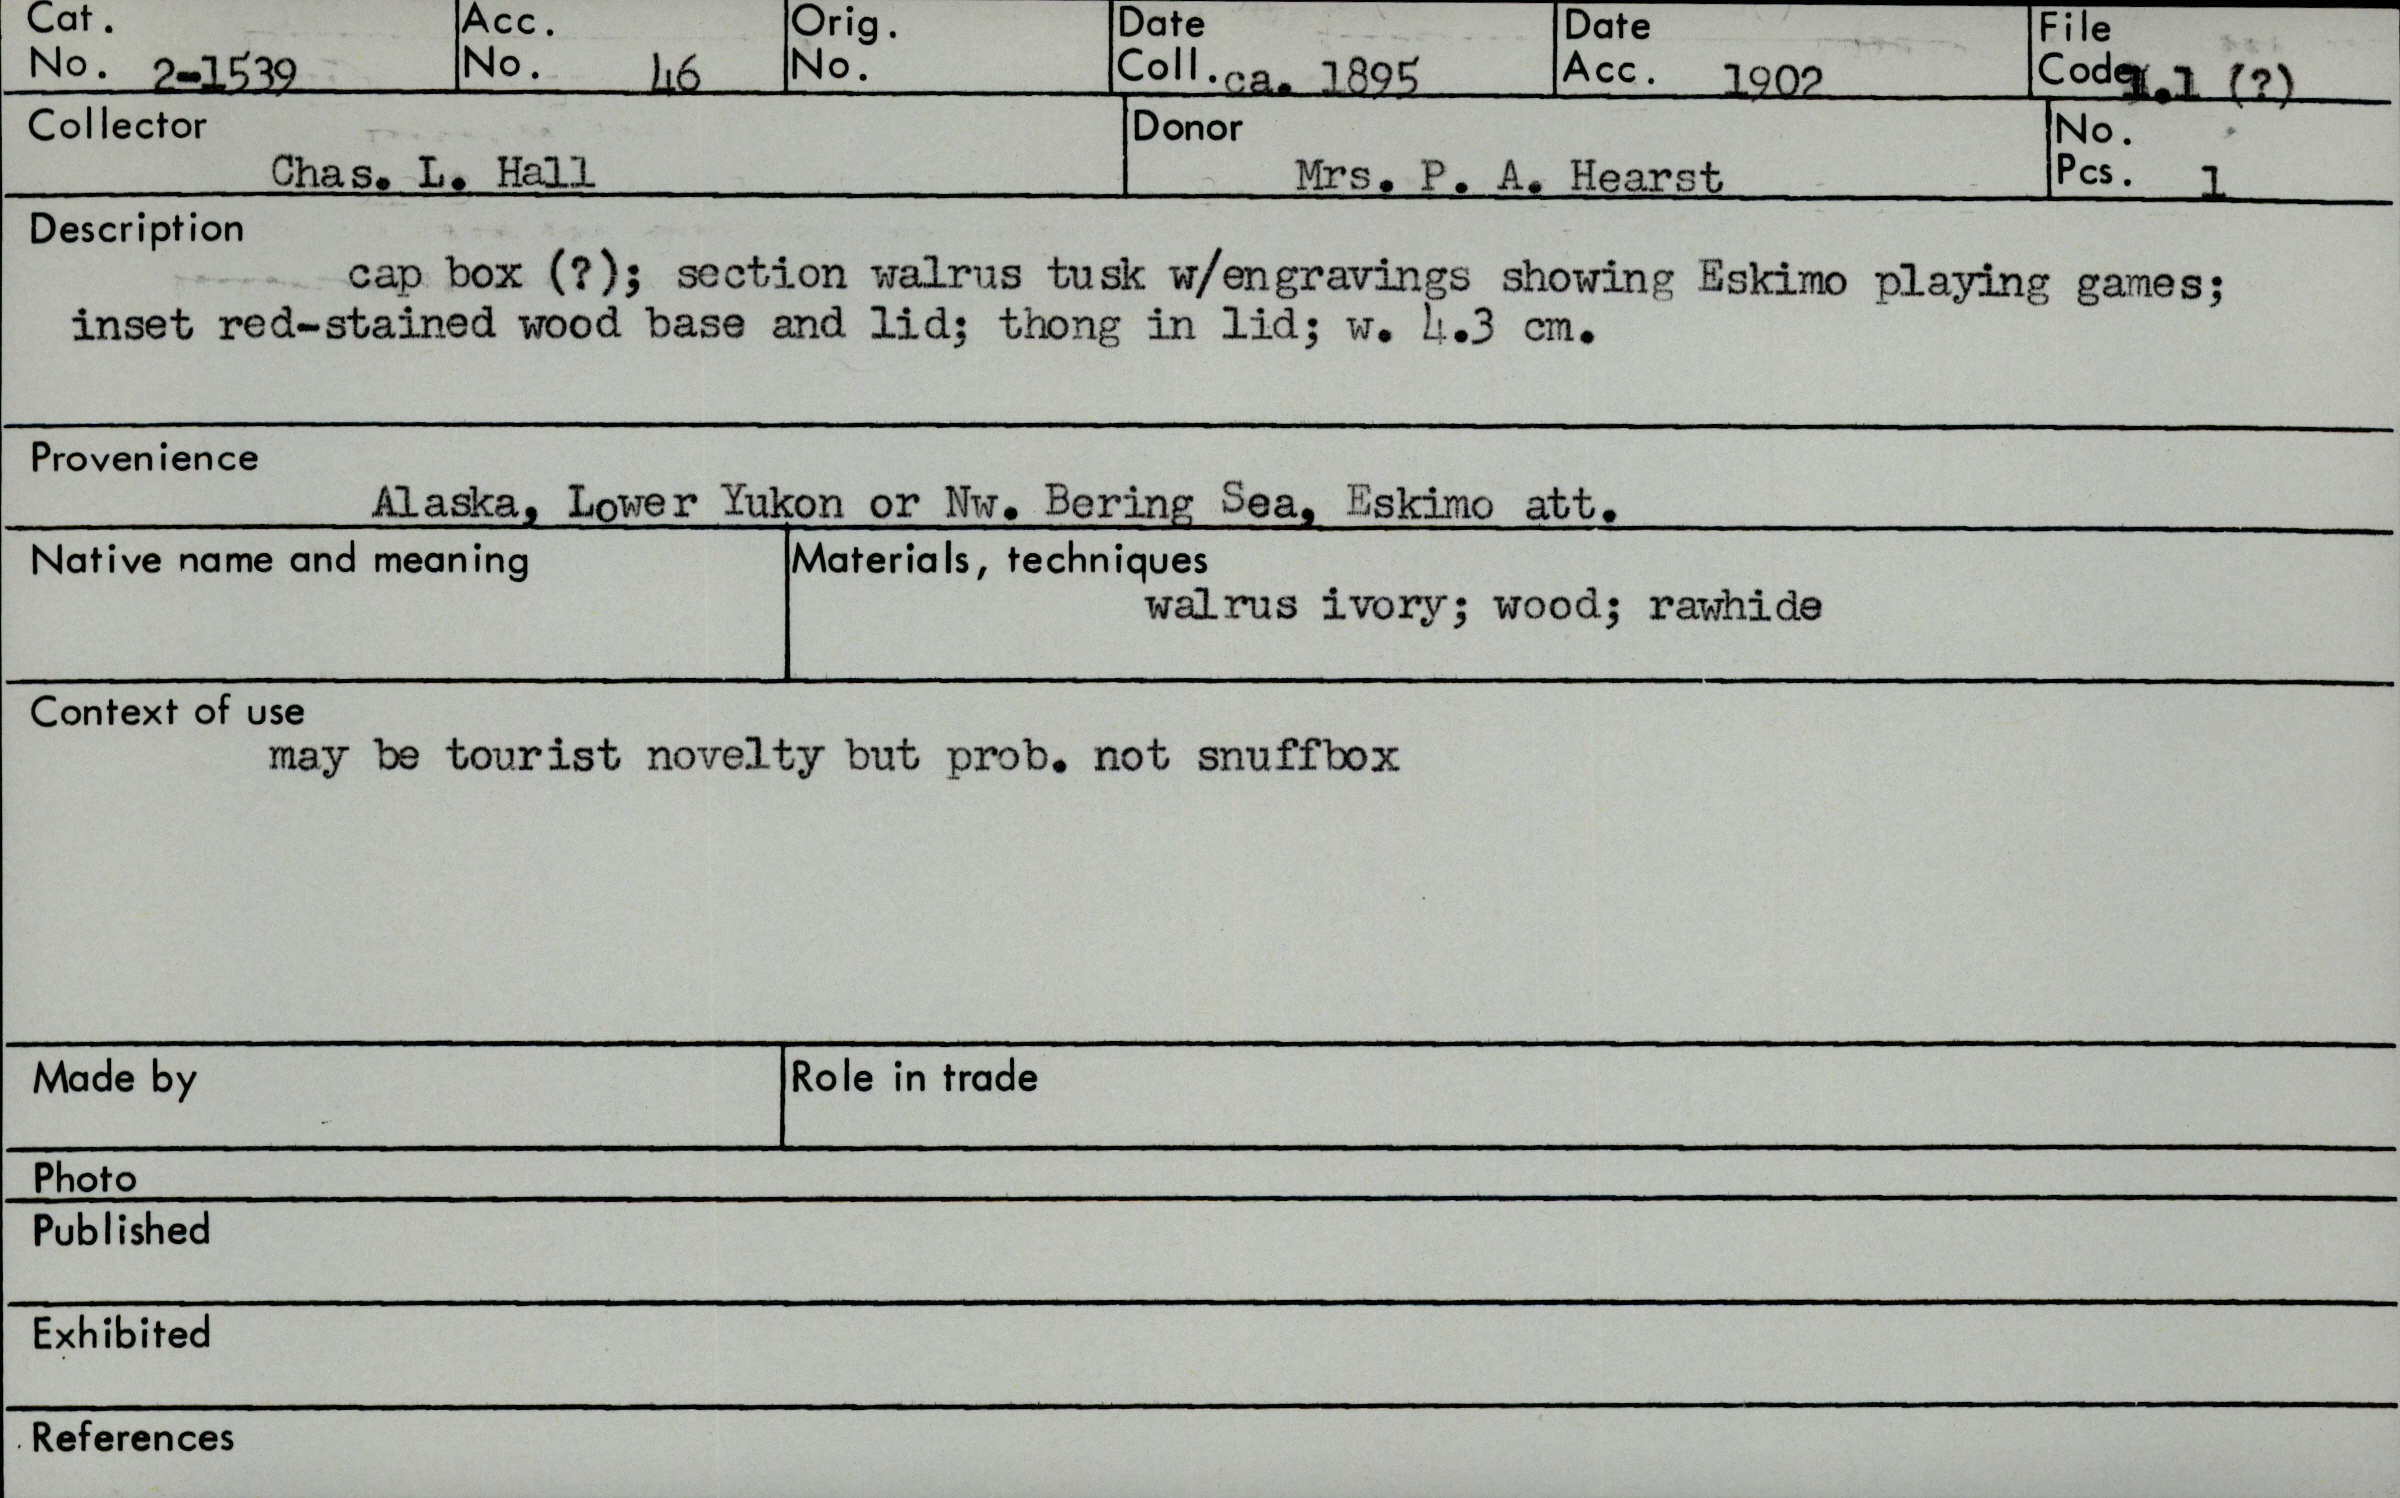 Cat. No. 2-1539 Acc. No. 46 Orig. No. Date Coll. ca. 1895 Date Acc. 1902 File Code 1.1 (?)
Collector Chas. L. Hall Donor Mrs. P. A. Hearst No. Pcs. 1
Description
cap box (?); section walrus tusk w/engravings showing Eskimo playing games;
inset red-stained wood base and lid; thong in lid; w. 4.3 cm.
Provenience
Alaska, Lower Yukon or Nw. Bering Sea, Eskimo att.
Native name and meaning Materials, techniques
walrus ivory; wood; rawhide
Context of use
may be tourist novelty but prob. not snuffbox
Made by Role in trade
Photo
Published
Exhibited
References